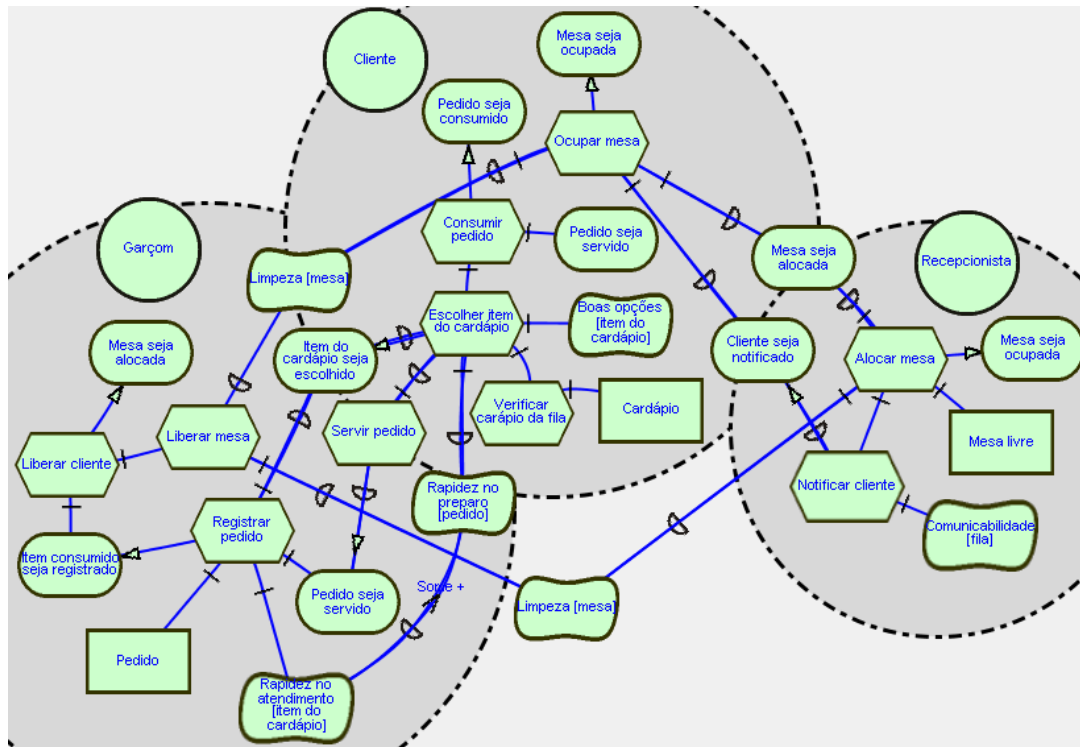 Mesa seja
ocupada
Cliente
Pedido seja
consumido
Ocupar mesa
Consumir
pedido
Pedido seja
servido
Garçom
Mesa seja
alocada
Recepcionista
Limpeza [mesa]
Escolher item
do cardápio
Boas opções
[item do
cardápio]
Mesa seja
alocada
Item do
cardápio seja
escolhido
Cliente seja
notificado
Alocar mesa
Mesa seja
ocupada
Verificar
carápio da fila
Cardápio
Liberar mesa
Servir pedido
Mesa livre
Liberar cliente
Rapidez no
preparo
[pedido]
Notificar cliente
Registrar
pedido
Comunicabilidade
[fila]
Item consumido
seja registrado
Pedido seja
servido
Some +
Limpeza [mesa]
Pedido
Rapidez no
atendimento
[item do
cardápio]